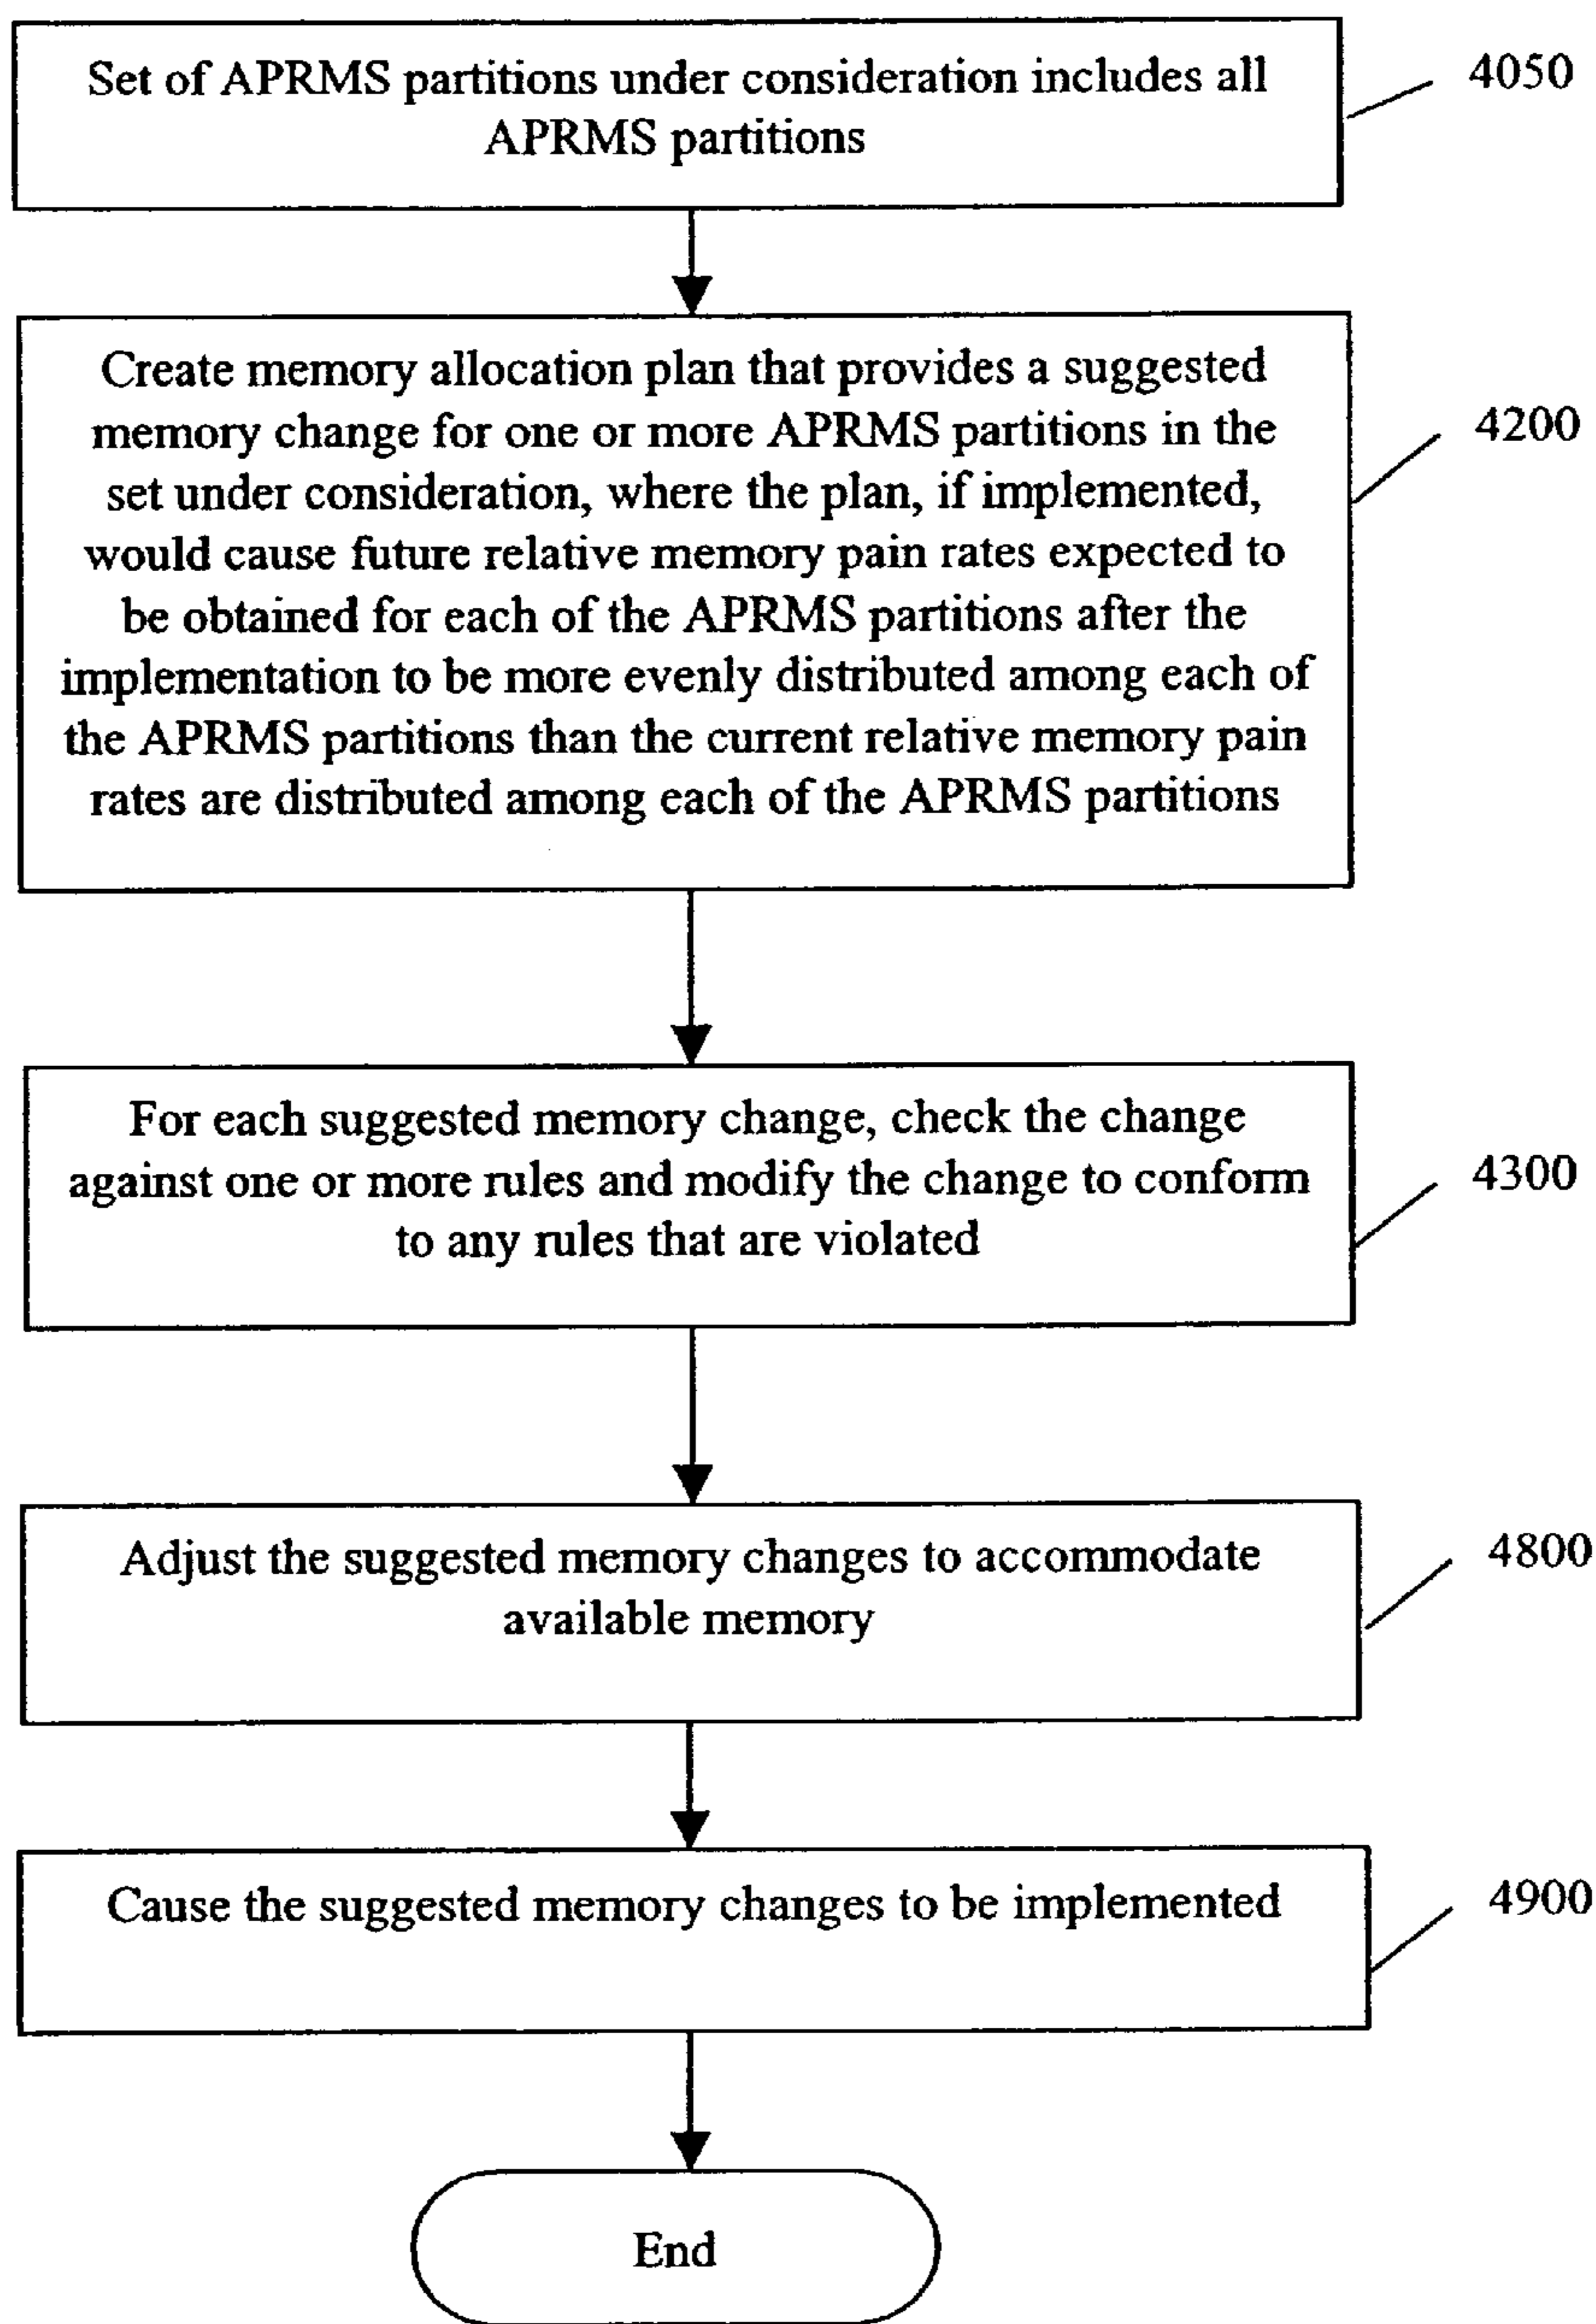 Set of APRMS partitions under consideration includes all
APRMS partitions
4050
Create memory allocation plan that provides a suggested
memory change for one or more APRMS partitions in the
set under consideration, where the plan, if implemented,
would cause future relative memory pain rates expected to
be obtained for each of the APRMS partitions after the
implementation to be more evenly distributed among each of
the APRMS partitions than the current relative memory pain
rates are distributed among each of the APRMS partitions
4200
For each suggested memory change, check the change
against one or more rules and modify the change to conform
to any rules that are violated
4300
Adjust the suggested memory changes to accommodate
available memory
4800
Cause the suggested memory changes to be implemented
4900
End